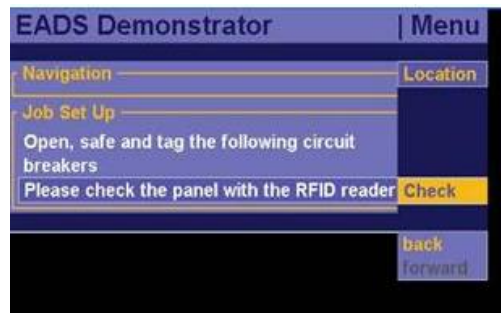 EADS Demonstrator | Menu
Navigation
Location
Job Set Up
Open, safe and tag the following circuit
breakers
Please check the panel with the RFID reader
Check
back
forward